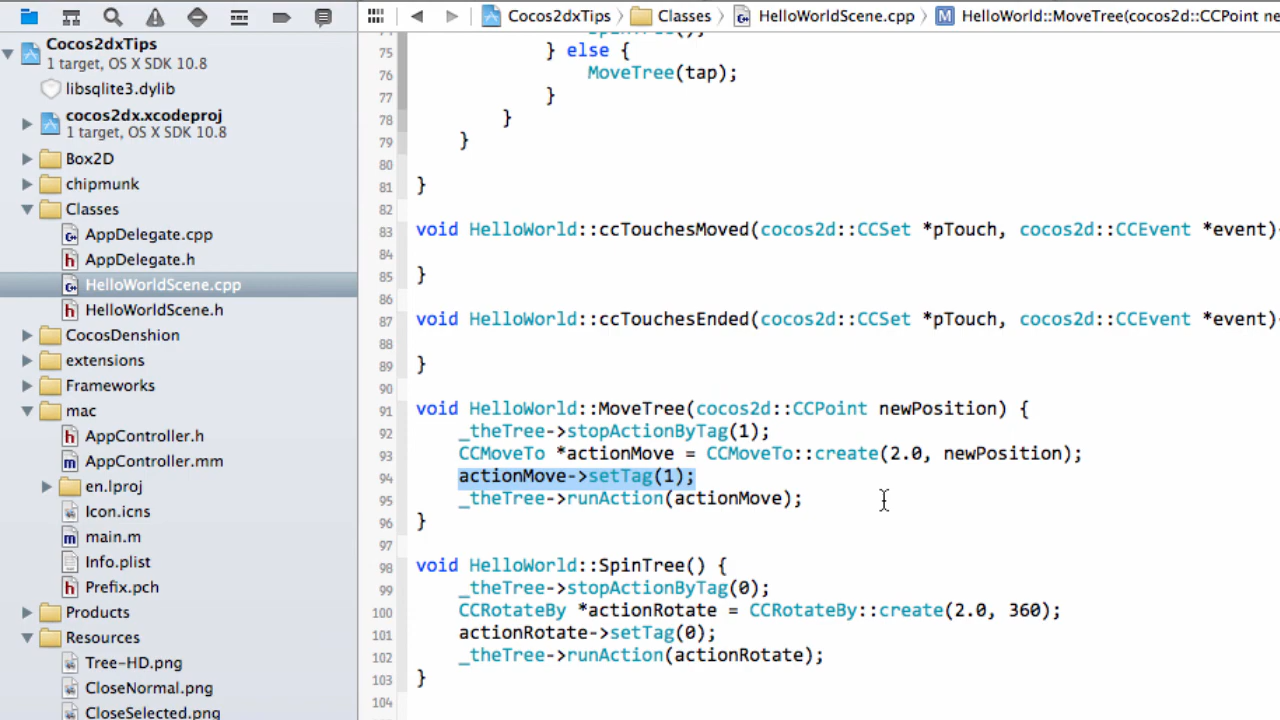 Cocos2dxTips
Classes
HelloWorldScene.cpp
M
HelloWorld::MoveTree(cocos2d::CCPoint ne
Cocos2dxTips
1 target, OS X SDK 10.8
libsqlite3.dylib
cocos2dx.xcodeproj
1 target, OS X SDK 10.8
Box2D
chipmunk
Classes
AppDelegate.cpp
AppDelegate.h
HelloWorldScene.cpp
HelloWorldScene.h
CocosDenshion
extensions
Frameworks
mac
AppController.h
AppController.mm
en.lproj
Icon.icns
main.m
Info.plist
Prefix.pch
Products
Resources
Tree-HD.png
CloseNormal.png
CloseSelected.png
75 } else {
76 MoveTree(tap);
77 }
78 }
79 }
80
81 }
82
83 void HelloWorld::ccTouchesMoved(cocos2d::CCSet *pTouch, cocos2d::CCEvent *event){
84
85 }
86
87 void HelloWorld::ccTouchesEnded(cocos2d::CCSet *pTouch, cocos2d::CCEvent *event){
88
89 }
90
91 void HelloWorld::MoveTree(cocos2d::CCPoint newPosition) {
92 _theTree->stopActionByTag(1);
93 CCMoveTo *actionMove = CCMoveTo::create(2.0, newPosition);
94 actionMove->setTag(1);
95 _theTree->runAction(actionMove);
96 }
97
98 void HelloWorld::SpinTree() {
99 _theTree->stopActionByTag(0);
100 CCRotateBy *actionRotate = CCRotateBy::create(2.0, 360);
101 actionRotate->setTag(0);
102 _theTree->runAction(actionRotate);
103 }
104